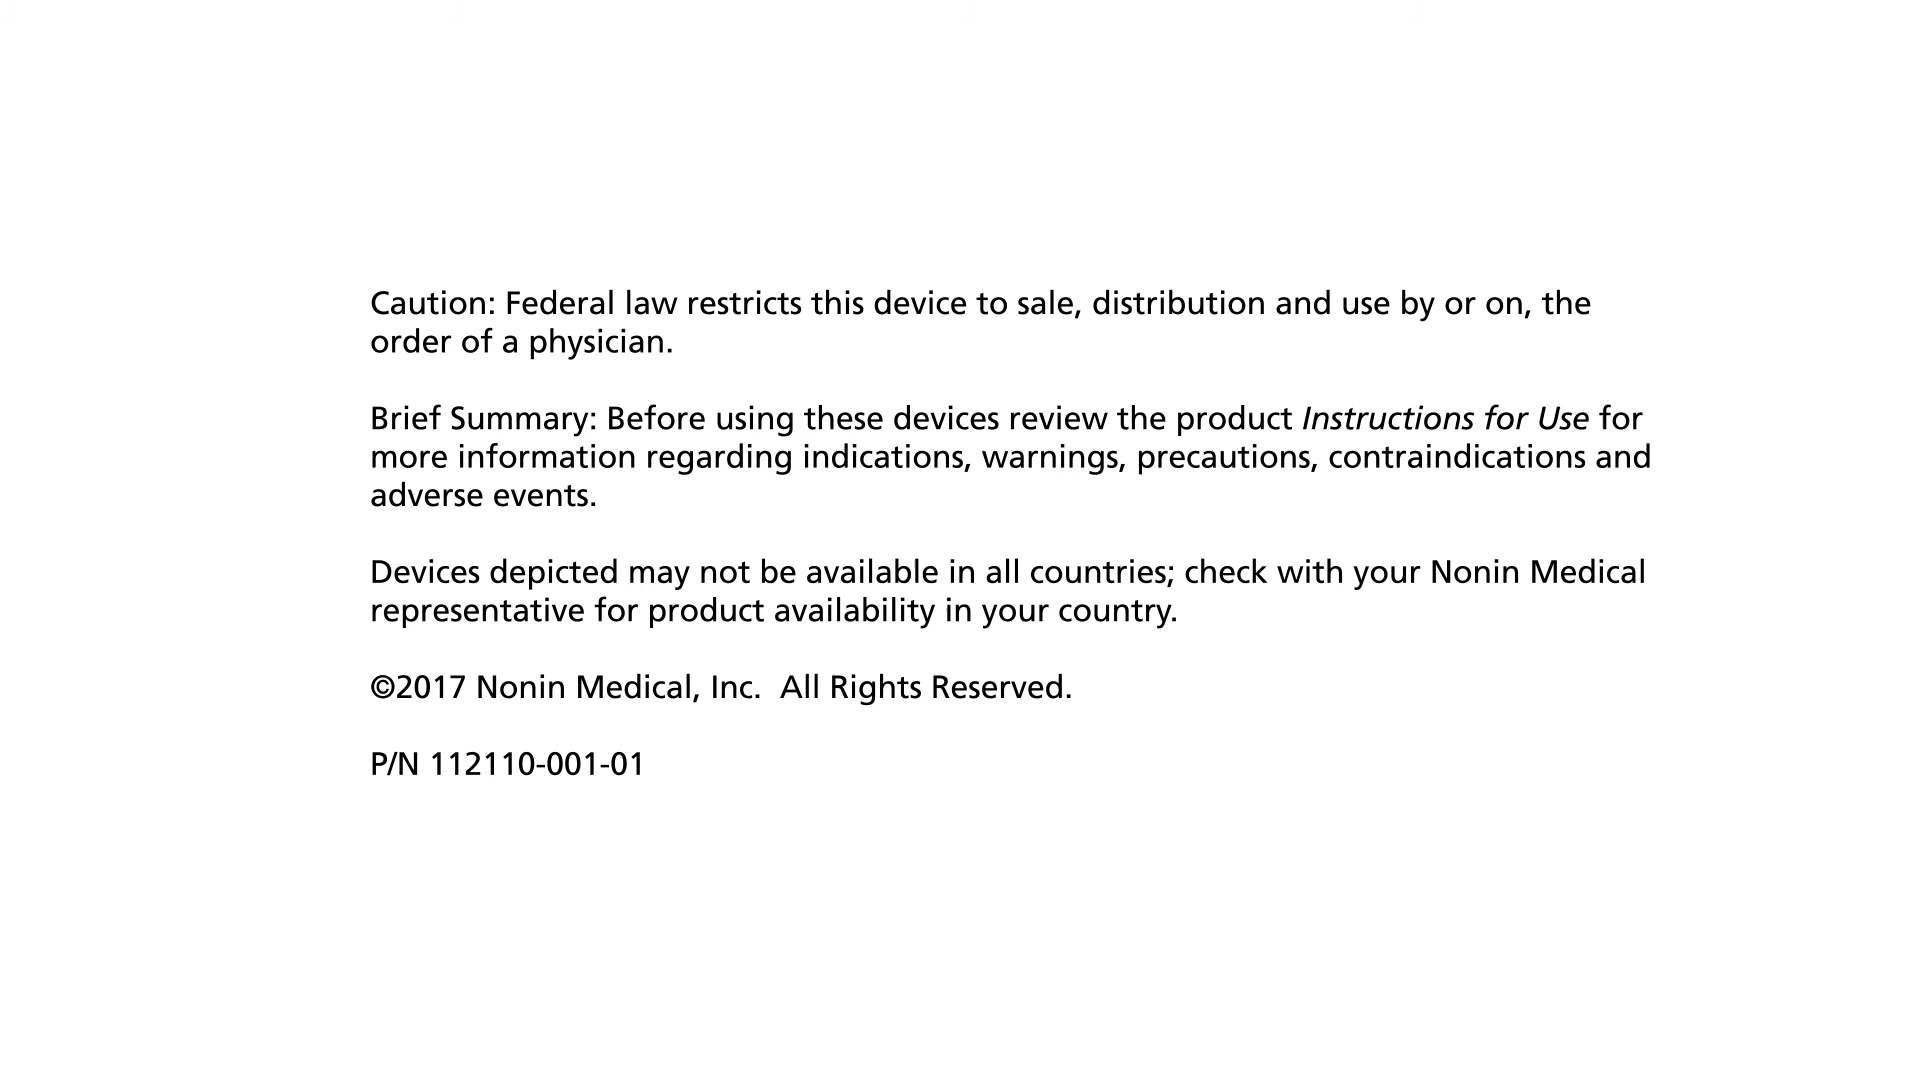 Caution: Federal law restricts this device to sale, distribution and use by or on, the
order of a physician.
Brief Summary: Before using these devices review the product Instructions for Use for
more information regarding indications, warnings, precautions, contraindications and
adverse events.
Devices depicted may not be available in all countries; check with your Nonin Medical
representative for product availability in your country.
©2017 Nonin Medical, Inc.  All Rights Reserved.
P/N 112110-001-01